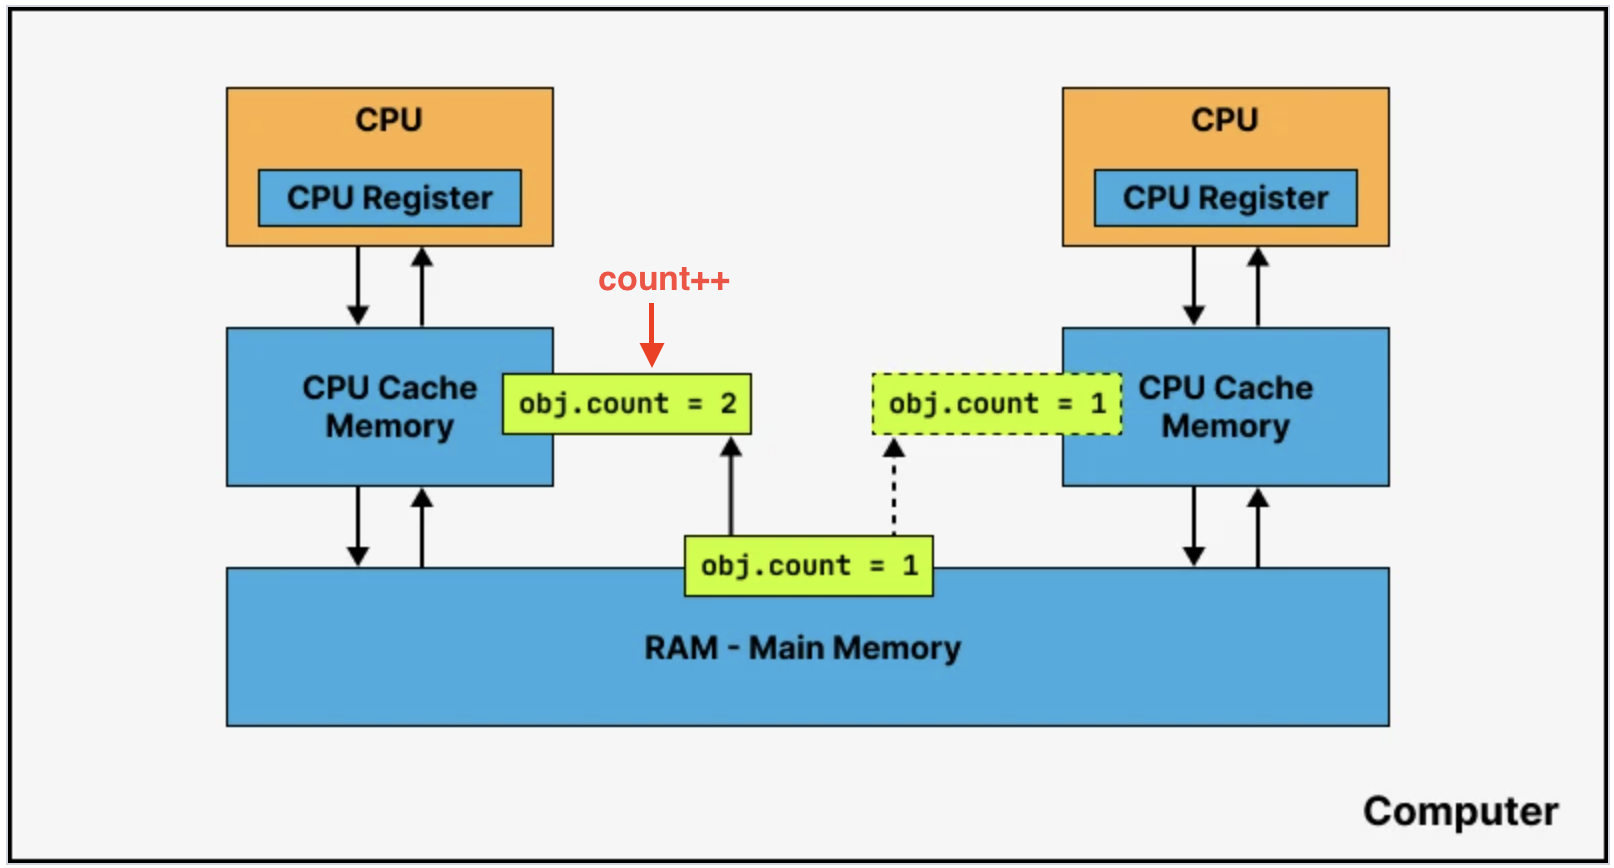 CPU
CPU Register
CPU
CPU Register
count++
CPU Cache
Memory
obj.count = 2
obj.count = 1
CPU Cache
Memory
obj.count = 1
RAM - Main Memory
Computer